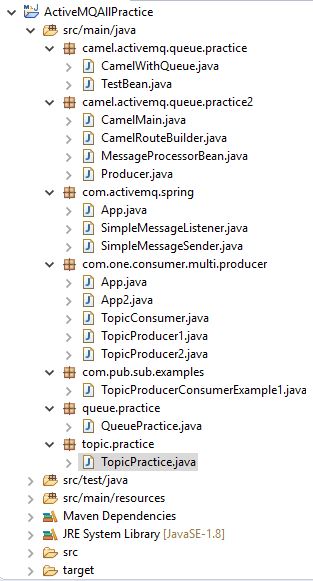 ActiveMQAllPractice
src/main/java
camel.activemq.queue.practice
CamelWithQueue.java
TestBean.java
camel.activemq.queue.practice2
CamelMain.java
CamelRouteBuilder.java
MessageProcessorBean.java
Producer.java
com.activemq.spring
App.java
SimpleMessageListener.java
SimpleMessageSender.java
com.one.consumer.multi.producer
App.java
App2.java
TopicConsumer.java
TopicProducer1.java
TopicProducer2.java
com.pub.sub.examples
TopicProducerConsumerExample1.java
queue.practice
QueuePractice.java
topic.practice
TopicPractice.java
src/test/java
src/main/resources
Maven Dependencies
JRE System Library [JavaSE-1.8]
src
target